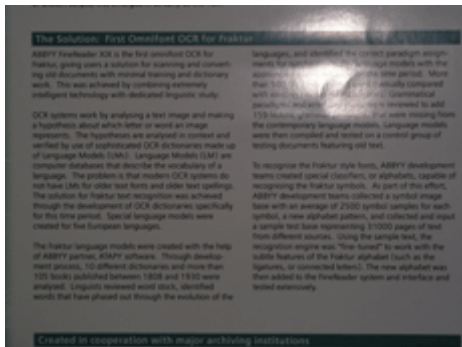 The Solution: First Omnifont OCR for Fraktur
ABBYY FineReader XIX is the first omnifont OCR for
Fraktur, giving users a solution for scanning and convert-
ing old documents with minimal training and dictionary
work. This was achieved by combining extremely
intelligent technology with dedicated linguistic study.
OCR systems work by analysing a text image and making
a hypothesis about which letter or word an image
represents. The hypotheses are analysed in context and
verified by use of sophisticated OCR dictionaries made up
of Language Models (LMs). Language Models (LM) are
computer databases that describe the vocabulary of a
language. The problem is that modern OCR systems do
not have LMs for older text fonts and older text spellings.
The solution for Fraktur text recognition was achieved
through the development of OCR dictionaries specifically
for this time period. Special language models were
created for five European languages.
The Fraktur language models were created with the help
of ABBYY partner, ATAPY software. Through develop-
ment process, 10 different dictionaries and more than
105 books published between 1808 and 1930 were
analyzed. Linguists reviewed word stock, identified
words that have phased out through the evolution of the
languages, and identified the correct paradigm assign-
ments for language models with the
time period. More
compared
with Grammatical
reviewed to add
that were missing from
the contemporary language models. Language models
were then compiled and tested on a control group of
testing documents featuring old text.
To recognise the Fraktur style fonts, ABBYY development
teams created special classifiers, or alphabets, capable of
recognising the Fraktur symbols. As part of this effort,
ABBYY development teams collected a symbol image
base with an average of 2500 symbol samples for each
symbol, a new alphabet pattern, and collected and input
a sample test base representing 31000 pages of text
from different sources. Using the sample text, the
recognition engine was "fine-tuned" to work with the
subtle features of the Fraktur alphabet (such as the
ligatures, or connected letters). The new alphabet was
then added to the FineReader system and interface and
tested extensively.
Created in cooperation with major archiving institutions